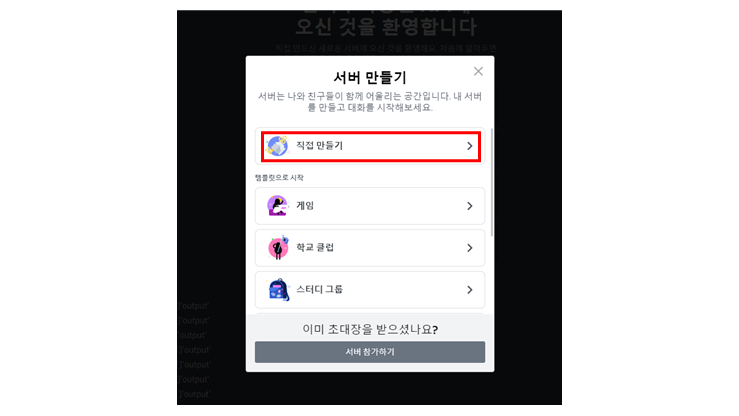 오신 것을 환영합니다
서버 만들기
서버는 나와 친구들이 함께 어울리는 공간입니다. 내 서버
를 만들고 대화를 시작해보세요.
직접 만들기
템플릿으로 시작
게임
학교 클럽
스터디 그룹
이미 초대장을 받으셨나요?
서버 참가하기
['output'
['output'
'output'
['output'
['output'
['output'
['output'